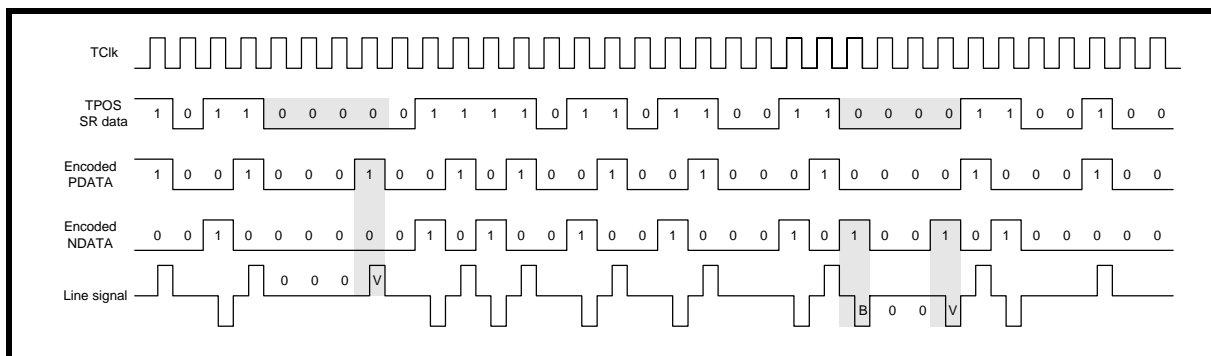 TClk
TPOS
SR data
1 0 1 1 0 0 0 0 0 1 1 1 1 0 1 1 0 1 1 0 0 1 1 0 0 0 0 1 1 0 0 1 0 0
Encoded
PDATA
1 0 0 1 0 0 0 1 0 0 1 0 1 0 0 1 0 0 1 0 0 0 1 0 0 0 0 1 0 0 0 1 0 0
Encoded
NDATA
0 0 1 0 0 0 0 0 0 1 0 1 0 0 1 0 0 1 0 0 0 1 0 1 0 0 1 0 1 0 0 0 0 0
Line signal
0 0 0 V
B 0 0 V